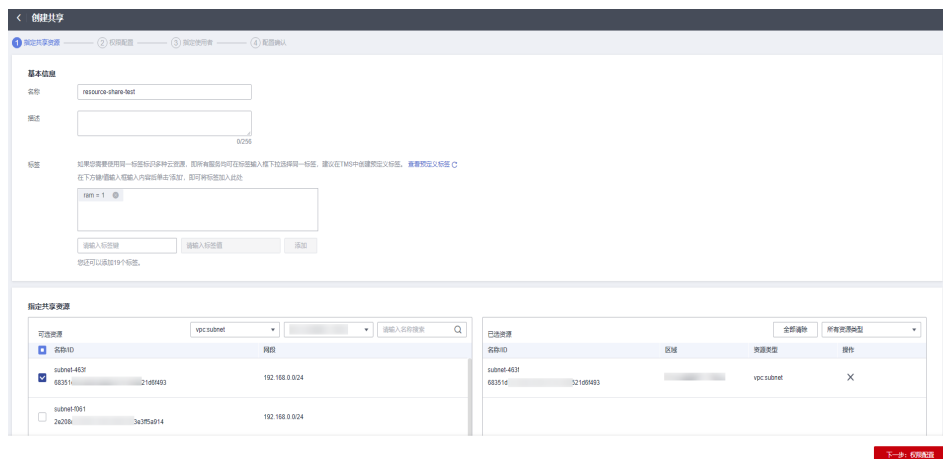 创建共享
1 指定共享资源 2 权限配置 3 指定使用者 4 配置确认
基本信息
名称 resource-share-test
描述
0/256
标签 如果您需要使用同一标签标识多种云资源，即所有服务均可在标签输入框下拉选择同一标签，建议在TMS中创建预定义标签。 查看预定义标签
在下方键/值输入框输入内容后单击'添加'，即可将标签加入此处
ram = 1
请输入标签键 请输入标签值 添加
您还可以添加19个标签。
指定共享资源
可选资源 vpc:subnet 请输入名称搜索
名称/ID 网段
subnet-463f
68351 21d6f493
192.168.0.0/24
subnet-f061
2e208 3e3ff5a914
192.168.0.0/24
已选资源 全部清除 所有资源类型
名称/ID 区域 资源类型 操作
subnet-463f
68351d 521d6f493
vpc:subnet
下一步：权限配置